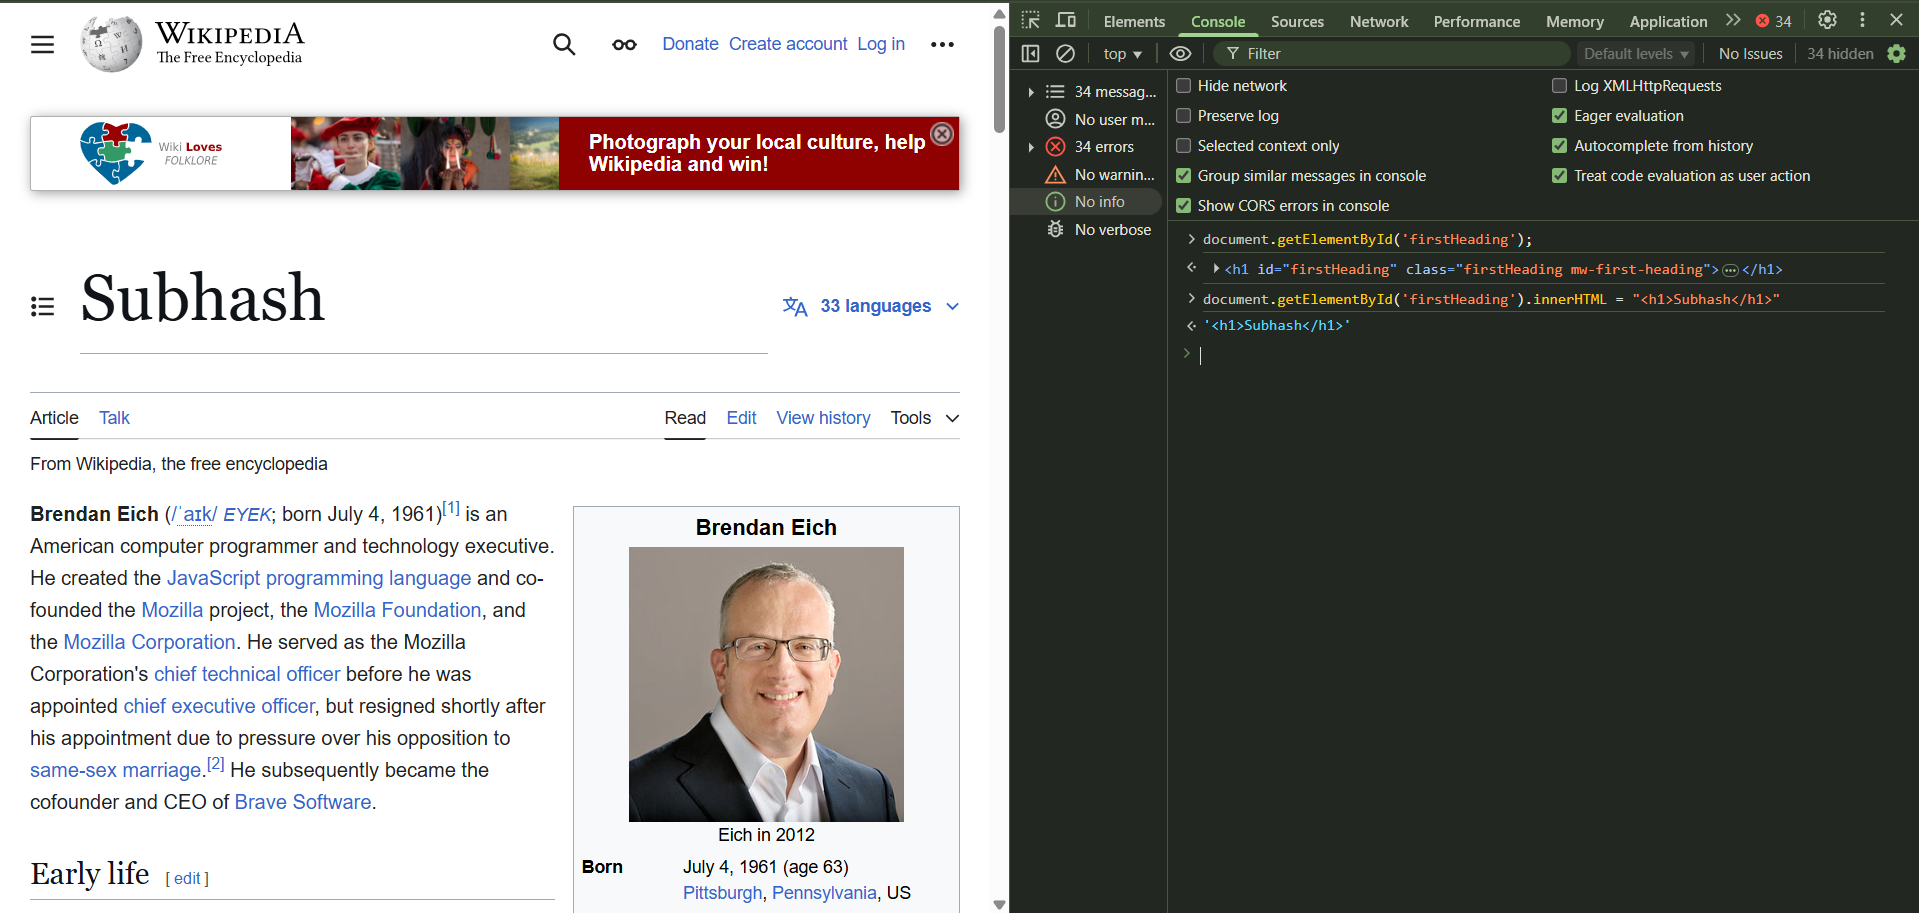 WIKIPEDIA
The Free Encyclopedia
Donate Create account Log in
Wiki Loves
FOLKLORE
Photograph your local culture, help
Wikipedia and win!
Subhash
33 languages
Article Talk Read Edit View history Tools
From Wikipedia, the free encyclopedia
Brendan Eich (/ˈaɪk/ EYEK; born July 4, 1961)[1] is an
American computer programmer and technology executive.
He created the JavaScript programming language and co-
founded the Mozilla project, the Mozilla Foundation, and
the Mozilla Corporation. He served as the Mozilla
Corporation's chief technical officer before he was
appointed chief executive officer, but resigned shortly after
his appointment due to pressure over his opposition to
same-sex marriage.[2] He subsequently became the
cofounder and CEO of Brave Software.
Early life [ edit ]
Brendan Eich
Eich in 2012
Born July 4, 1961 (age 63)
Pittsburgh, Pennsylvania, US
Elements Console Sources Network Performance Memory Application 34
top Filter Default levels No Issues 34 hidden
34 messag...
No user m...
34 errors
No warnin...
No info
No verbose
Hide network Log XMLHttpRequests
Preserve log Eager evaluation
Selected context only Autocomplete from history
Group similar messages in console Treat code evaluation as user action
Show CORS errors in console
document.getElementById('firstHeading');
<h1 id="firstHeading" class="firstHeading mw-first-heading">…</h1>
document.getElementById('firstHeading').innerHTML = "<h1>Subhash</h1>"
'<h1>Subhash</h1>'